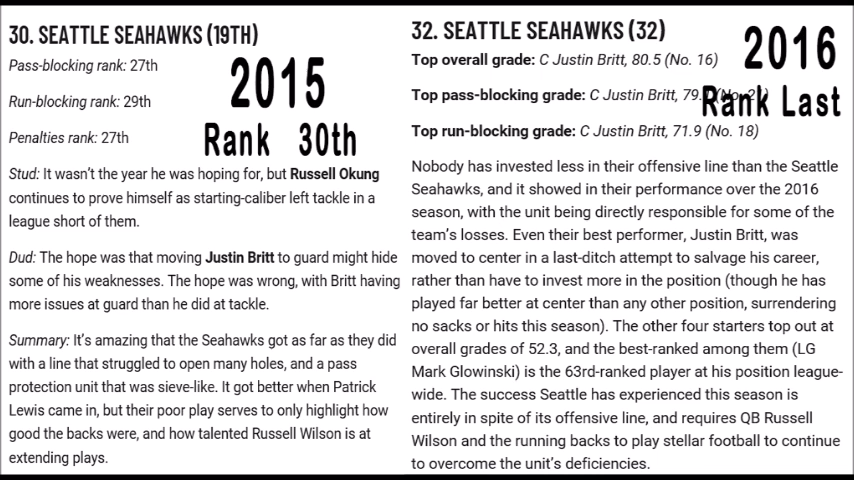 30. SEATTLE SEAHAWKS (19TH)
Pass-blocking rank: 27th
Run-blocking rank: 29th
Penalties rank: 27th
2015
Rank 30th
Stud: It wasn't the year he was hoping for, but Russell Okung
continues to prove himself as starting-caliber left tackle in a
league short of them.
Dud: The hope was that moving Justin Britt to guard might hide
some of his weaknesses. The hope was wrong, with Britt having
more issues at guard than he did at tackle.
Summary: It's amazing that the Seahawks got as far as they did
with a line that struggled to open many holes, and a pass
protection unit that was sieve-like. It got better when Patrick
Lewis came in, but their poor play serves to only highlight how
good the backs were, and how talented Russell Wilson is at
extending plays.
32. SEATTLE SEAHAWKS (32)
Top overall grade: C Justin Britt, 80.5 (No. 16)
Top pass-blocking grade: C Justin Britt,
Top run-blocking grade: C Justin Britt, 71.9 (No. 18)
2016
Rank Last
Nobody has invested less in their offensive line than the Seattle
Seahawks, and it showed in their performance over the 2016
season, with the unit being directly responsible for some of the
team's losses. Even their best performer, Justin Britt, was
moved to center in a last-ditch attempt to salvage his career,
rather than have to invest more in the position (though he has
played far better at center than any other position, surrendering
no sacks or hits this season). The other four starters top out at
overall grades of 52.3, and the best-ranked among them (LG
Mark Glowinski) is the 63rd-ranked player at his position league-
wide. The success Seattle has experienced this season is
entirely in spite of its offensive line, and requires QB Russell
Wilson and the running backs to play stellar football to continue
to overcome the unit's deficiencies.